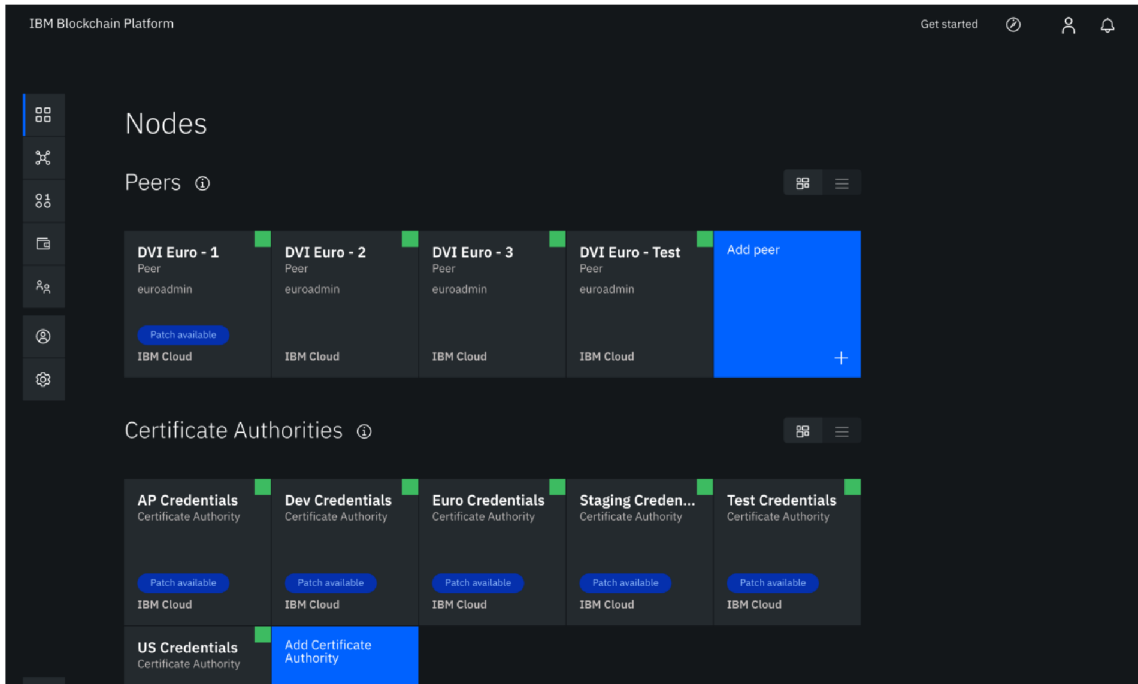 IBM Blockchain Platform
Get started
Nodes
Peers
DVI Euro - 1
Peer
euroadmin
Patch available
IBM Cloud
DVI Euro - 2
Peer
euroadmin
IBM Cloud
DVI Euro - 3
Peer
euroadmin
IBM Cloud
DVI Euro - Test
Peer
euroadmin
IBM Cloud
Add peer
Certificate Authorities
AP Credentials
Certificate Authority
Patch available
IBM Cloud
Dev Credentials
Certificate Authority
Patch available
IBM Cloud
Euro Credentials
Certificate Authority
Patch available
IBM Cloud
Staging Creden...
Certificate Authority
Patch available
IBM Cloud
Test Credentials
Certificate Authority
Patch available
IBM Cloud
US Credentials
Certificate Authority
Add Certificate
Authority